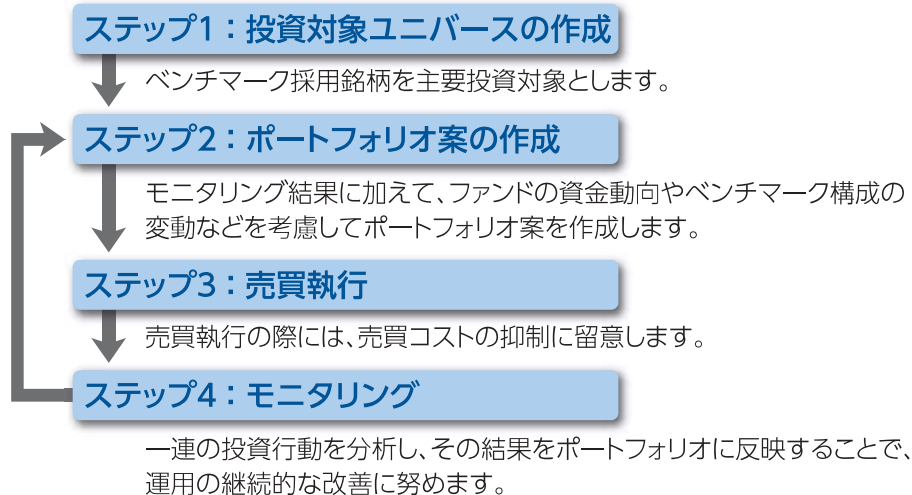 ステップ1：投資対象ユニバースの作成
ベンチマーク採用銘柄を主要投資対象とします。
ステップ2：ポートフォリオ案の作成
モニタリング結果に加えて、ファンドの資金動向やベンチマーク構成の
変動などを考慮してポートフォリオ案を作成します。
ステップ3：売買執行
売買執行の際には、売買コストの抑制に留意します。
ステップ4：モニタリング
一連の投資行動を分析し、その結果をポートフォリオに反映することで、
運用の継続的な改善に努めます。